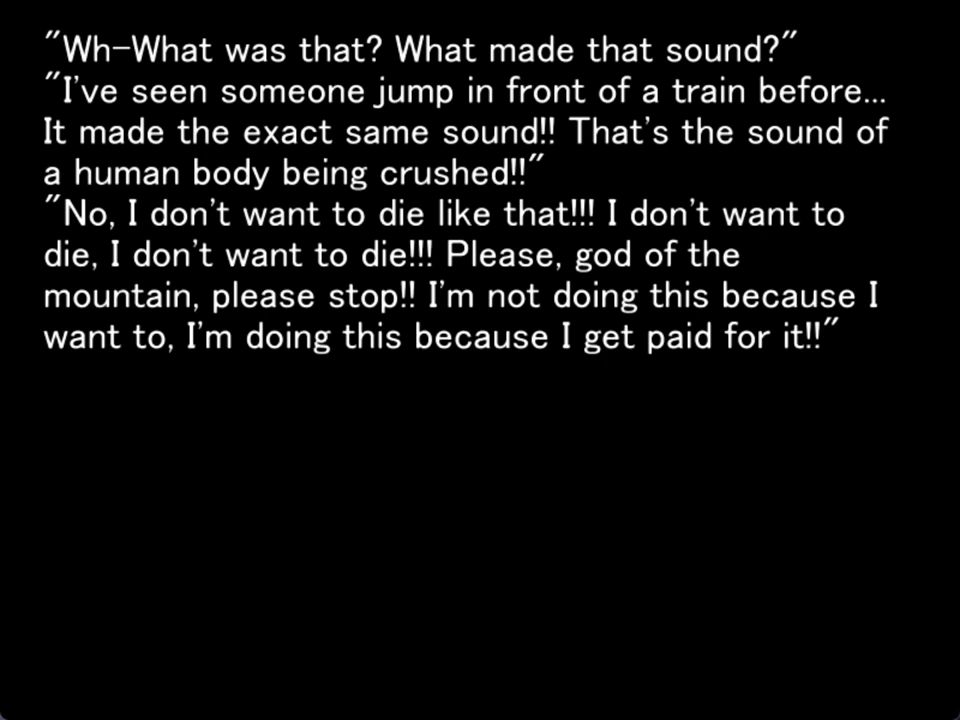 "Wh-What was that? What made that sound?"
"I've seen someone jump in front of a train before...
It made the exact same sound!! That's the sound of
a human body being crushed!!"
"No, I don't want to die like that!!! I don't want to
die, I don't want to die!!! Please, god of the
mountain, please stop!! I'm not doing this because I
want to, I'm doing this because I get paid for it!!"